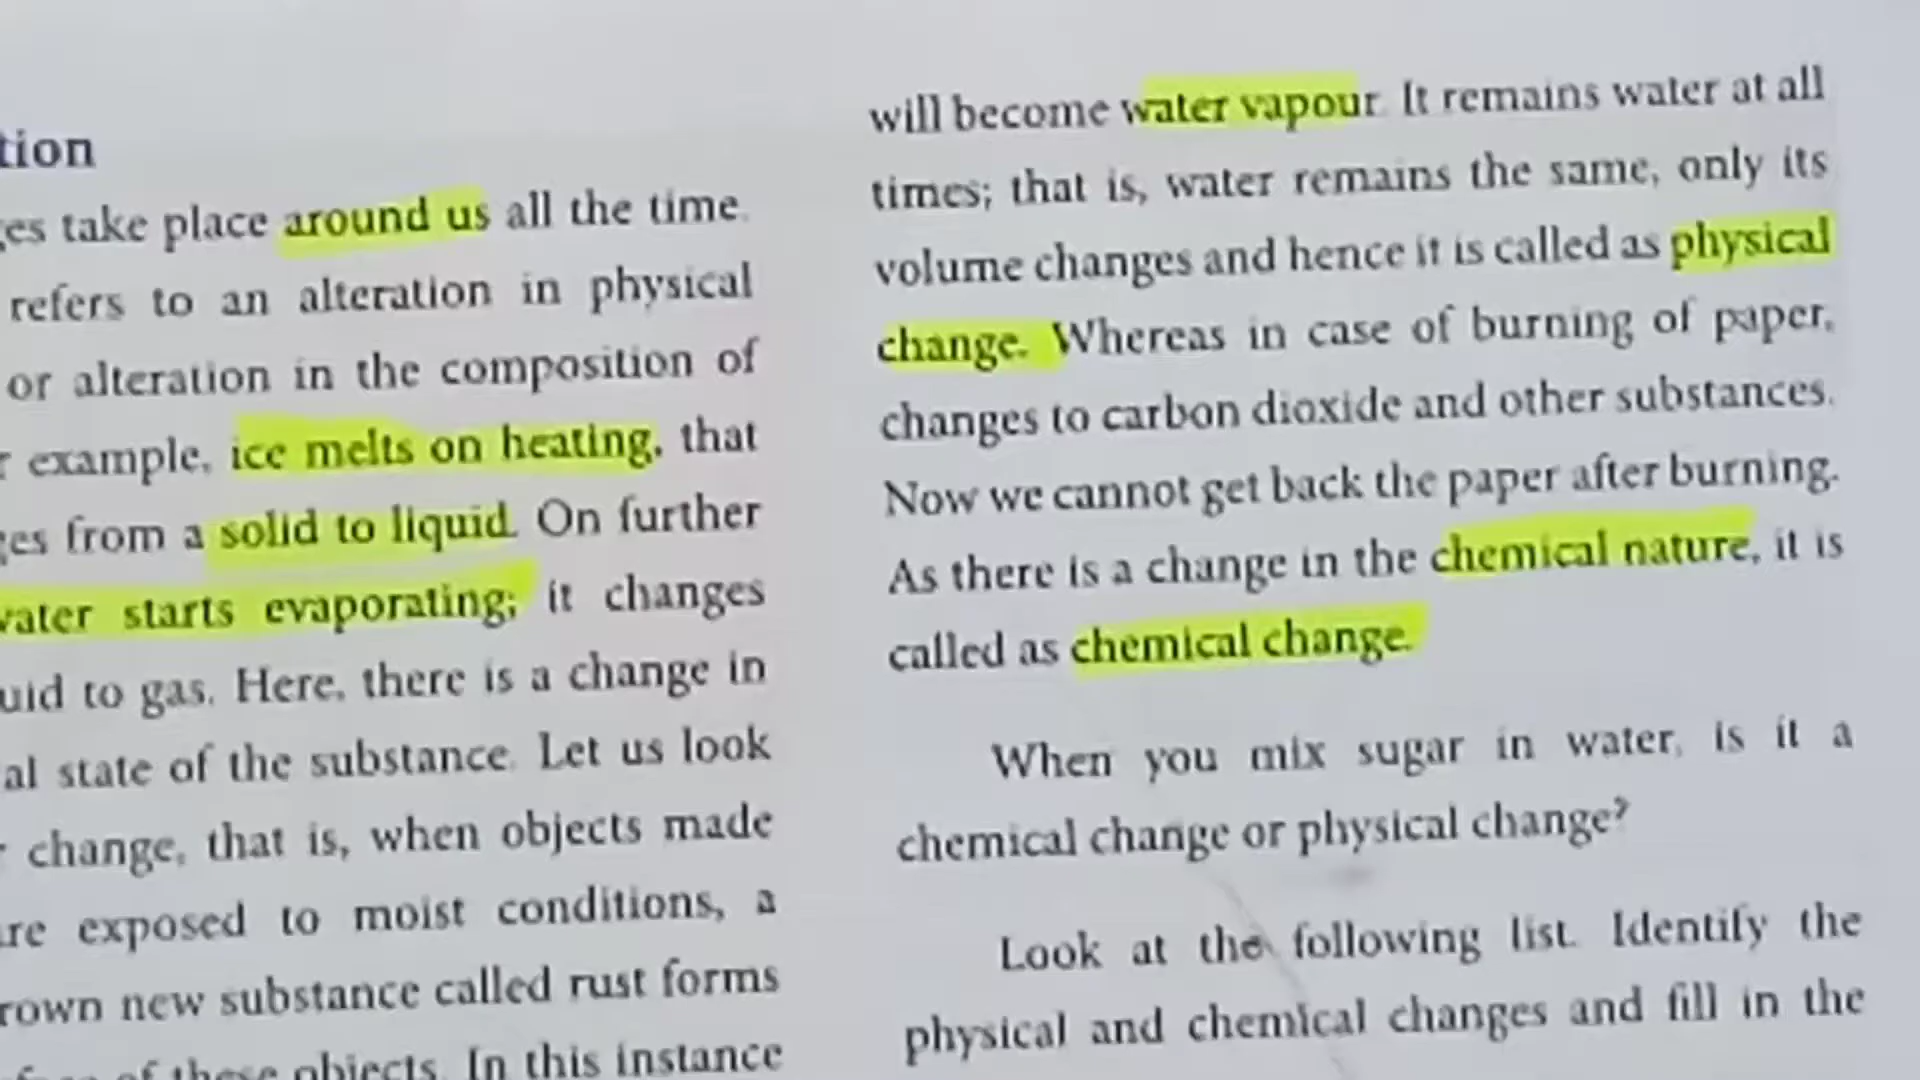 tion
es take place around us all the time.
refers to an alteration in physical
or alteration in the composition of
example, ice melts on heating, that
es from a solid to liquid. On further
water starts evaporating; it changes
uid to gas. Here, there is a change in
al state of the substance. Let us look
change, that is, when objects made
are exposed to moist conditions, a
rown new substance called rust forms
of these objects. In this instance
will become water vapour. It remains water at all
times; that is, water remains the same, only its
volume changes and hence it is called as physical
change. Whereas in case of burning of paper,
changes to carbon dioxide and other substances.
Now we cannot get back the paper after burning.
As there is a change in the chemical nature, it is
called as chemical change.
When you mix sugar in water, is it a
chemical change or physical change?
Look at the following list. Identify the
physical and chemical changes and fill in the